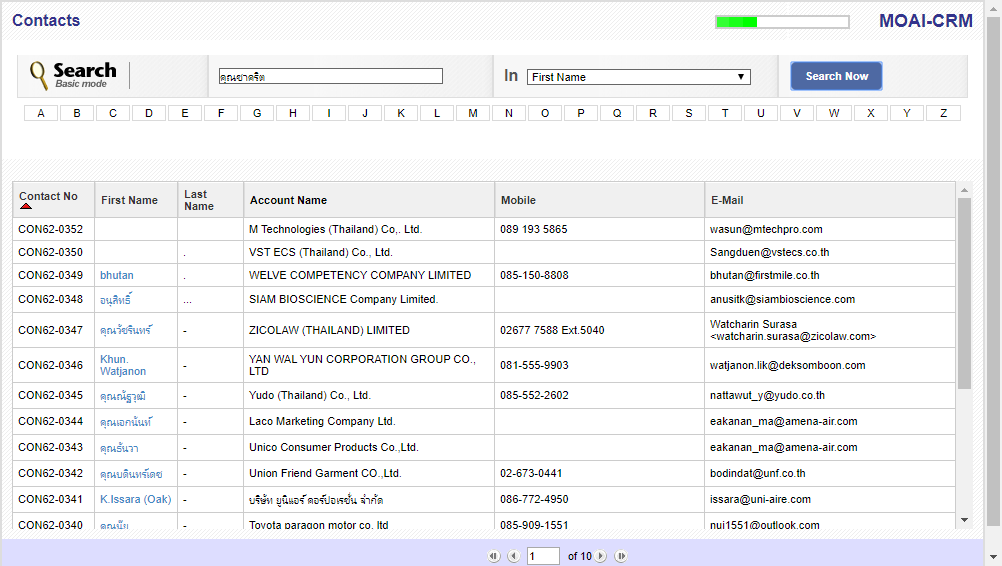 Contacts
MOAI-CRM
Search
Basic mode
คุณชาคริต
In
First Name
Search Now
A B C D E F G H I J K L M N O P Q R S T U V W X Y Z
Contact No First Name Last Name Account Name Mobile E-Mail
CON62-0352 M Technologies (Thailand) Co,. Ltd. 089 193 5865 wasun@mtechpro.com
CON62-0350 . VST ECS (Thailand) Co., Ltd. Sangduen@vstecs.co.th
CON62-0349 bhutan . WELVE COMPETENCY COMPANY LIMITED 085-150-8808 bhutan@firstmile.co.th
CON62-0348 อนุสิทธิ์ ... SIAM BIOSCIENCE Company Limited. anusitk@siambioscience.com
CON62-0347 คุณวัชรินทร์ - ZICOLAW (THAILAND) LIMITED 02677 7588 Ext.5040 Watcharin Surasa
<watcharin.surasa@zicolaw.com>
CON62-0346 Khun. Watjanon - YAN WAL YUN CORPORATION GROUP CO., LTD 081-555-9903 watjanon.lik@deksomboon.com
CON62-0345 คุณณัฐวุฒิ - Yudo (Thailand) Co., Ltd. 085-552-2602 nattawut_y@yudo.co.th
CON62-0344 คุณเอกนันท์ - Laco Marketing Company Ltd. eakanan_ma@amena-air.com
CON62-0343 คุณธันวา - Unico Consumer Products Co.,Ltd. eakanan_ma@amena-air.com
CON62-0342 คุณบดินทร์เดช - Union Friend Garment CO.,Ltd. 02-673-0441 bodindat@unf.co.th
CON62-0341 K.Issara (Oak) - บริษัท ยูนิแอร์ คอร์ปอเรชั่น จำกัด 086-772-4950 issara@uni-aire.com
CON62-0340 คุณนุ้ย - Toyota paragon motor co. ltd 085-909-1551 nui1551@outlook.com
1 of 10